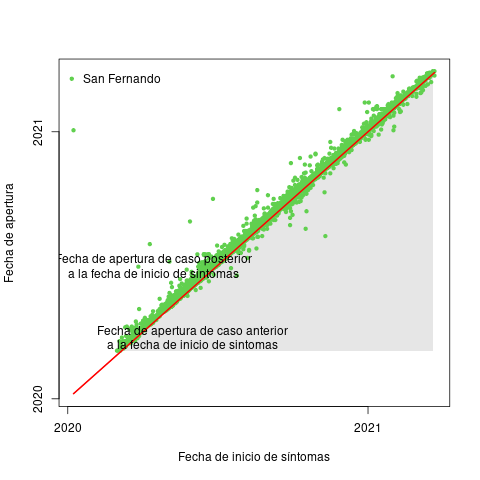 San Fernando
2021
Fecha de apertura
Fecha de apertura de caso posterior
a la fecha de inicio de síntomas
Fecha de apertura de caso anterior
a la fecha de inicio de sintomas
2020
2020
2021
Fecha de inicio de síntomas